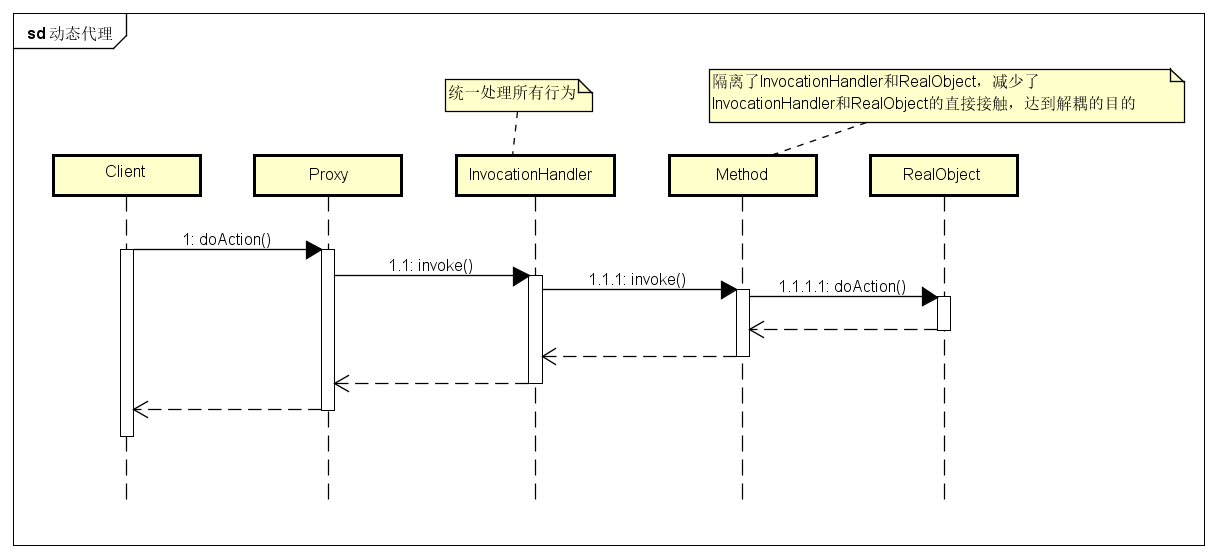 sd 动态代理
统一处理所有行为
隔离了InvocationHandler和RealObject，减少了
InvocationHandler和RealObject的直接接触，达到解耦的目的
Client
Proxy
InvocationHandler
Method
RealObject
1: doAction()
1.1: invoke()
1.1.1: invoke()
1.1.1.1: doAction()